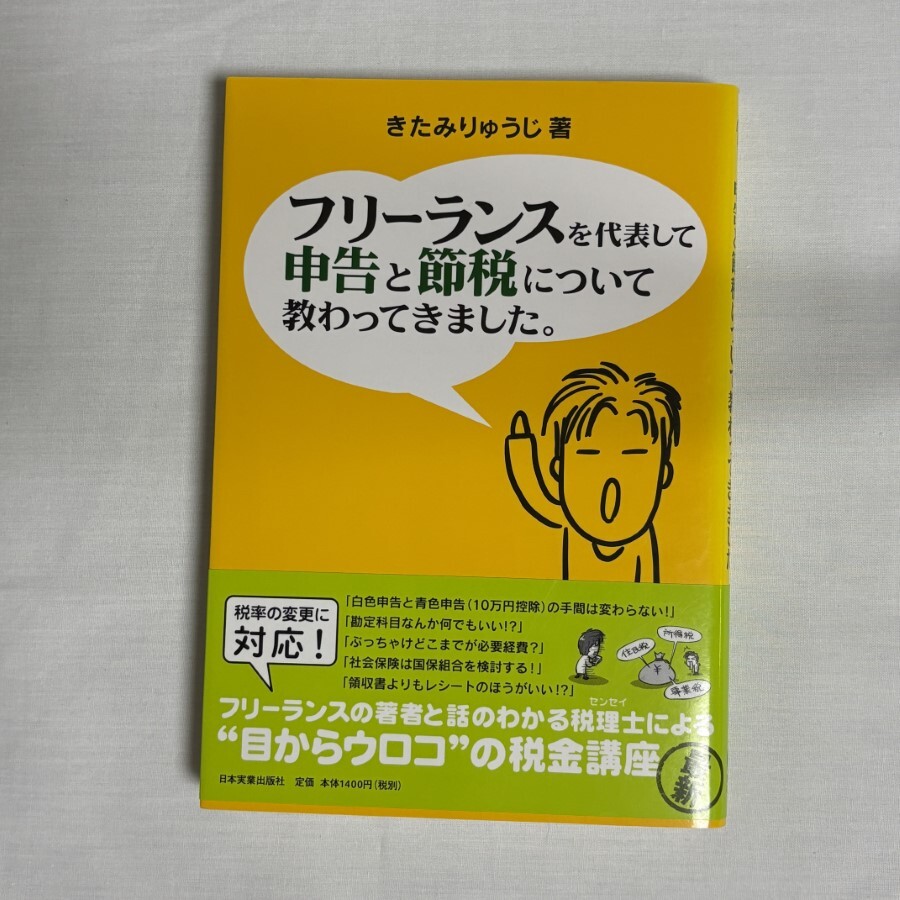 きたみりゅうじ 著
フリーランスを代表して
申告と節税について
教わってきました。
税率の変更に
対応!
「白色申告と青色申告(10万円控除)の手間は変わらない!」
「勘定科目なんか何でもいい!?」
「ぶっちゃけどこまでが必要経費?」
「社会保険は国保組合を検討する!」
「領収書よりもレシートのほうがいい!?」
所得税
住民税
事業税
センセイ
フリーランスの著者と話のわかる税理士による
“目からウロコ”の税金講座
最新
日本実業出版社 定価 本体1400円(税別)